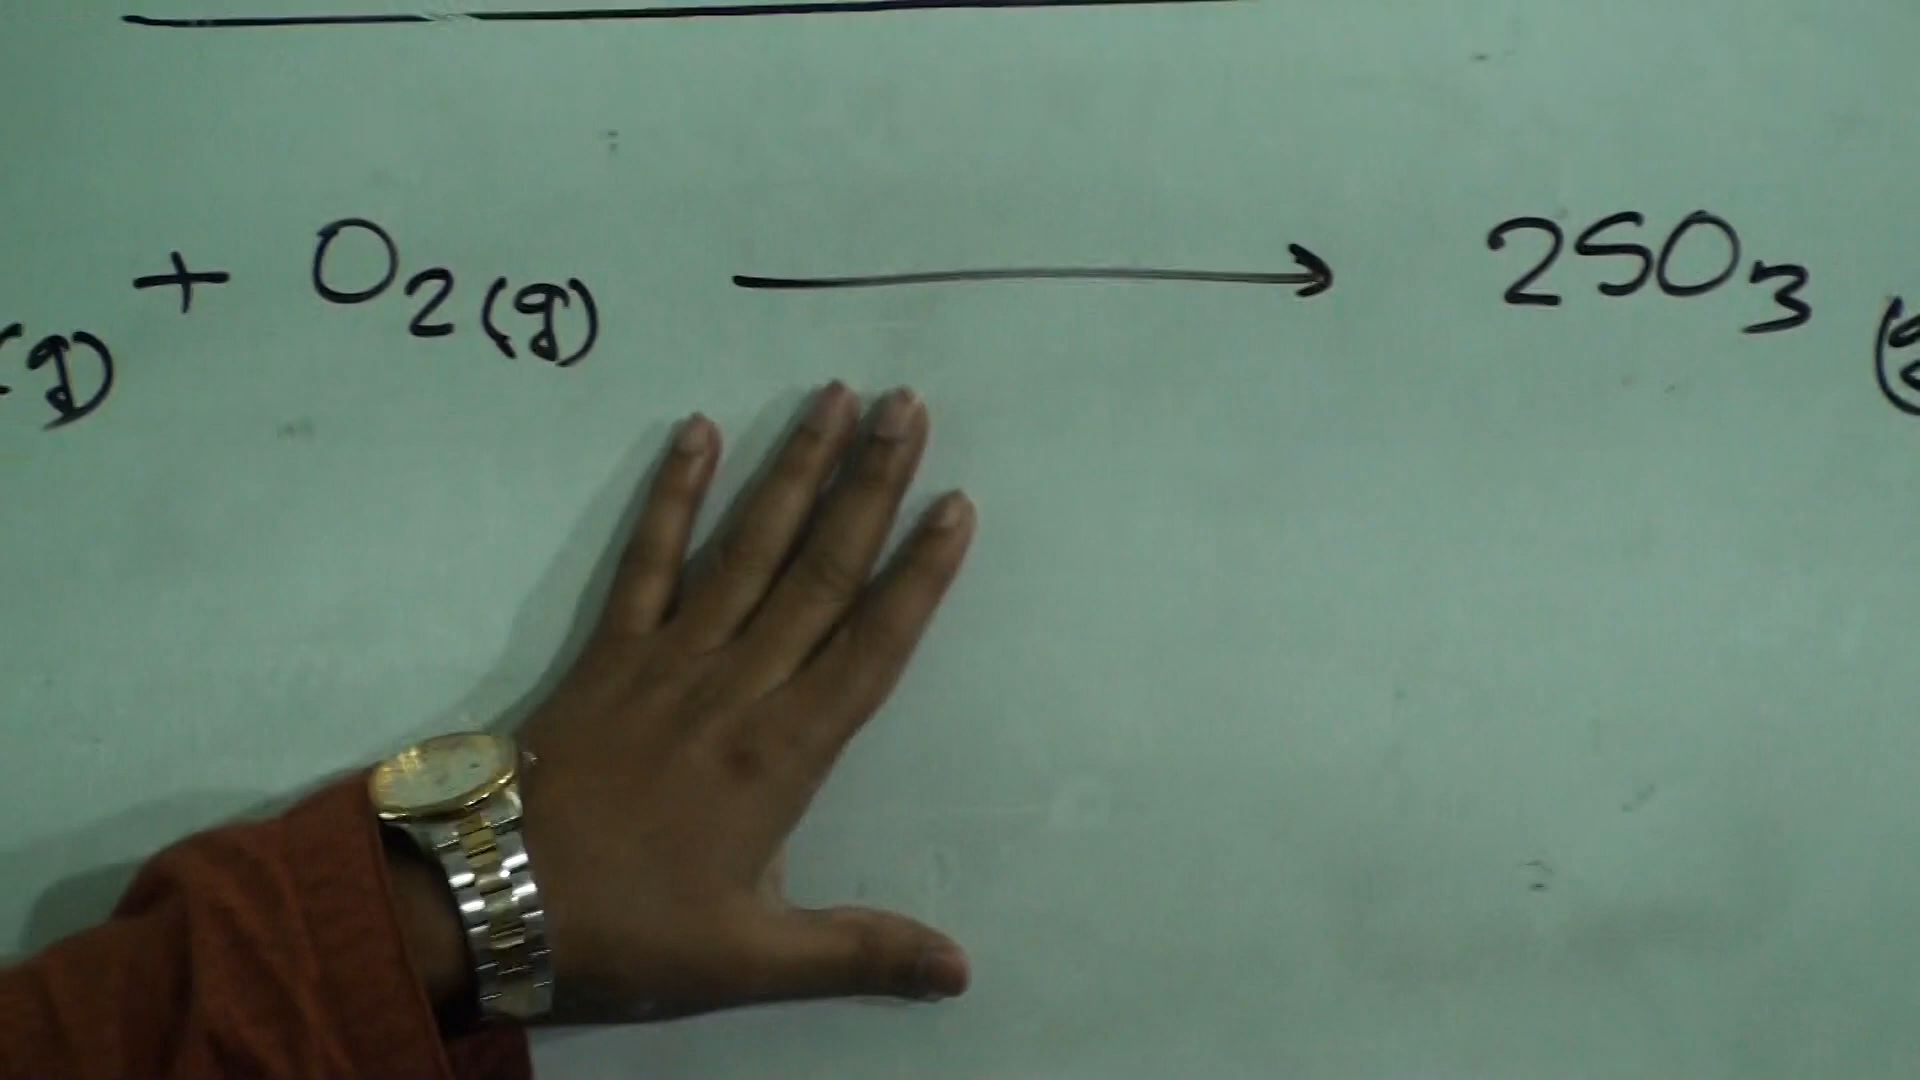 (g) + O₂(g) ⟶ 2SO₃